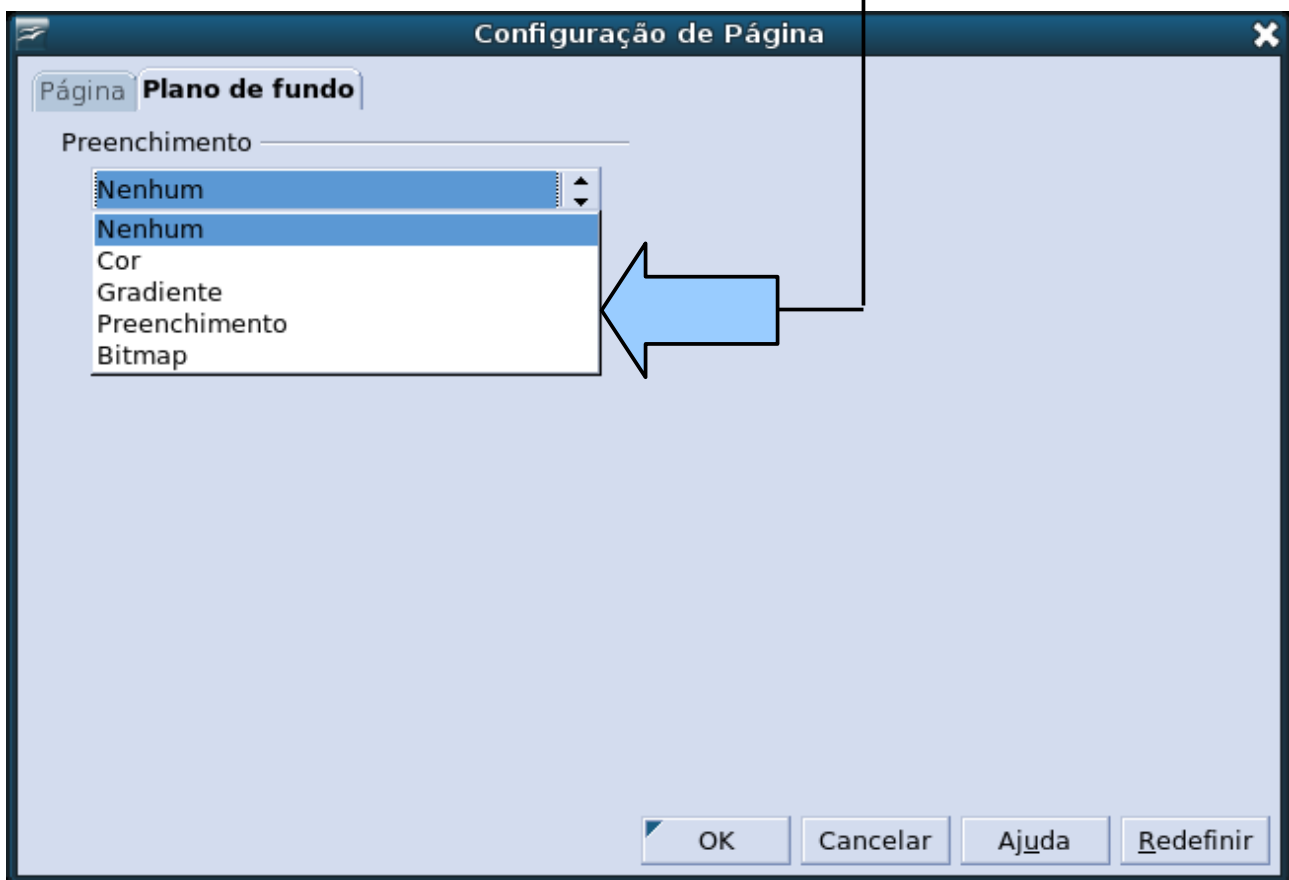 Configuração de Página
Página Plano de fundo
Preenchimento
Nenhum
Nenhum
Cor
Gradiente
Preenchimento
Bitmap
OK Cancelar Ajuda Redefinir